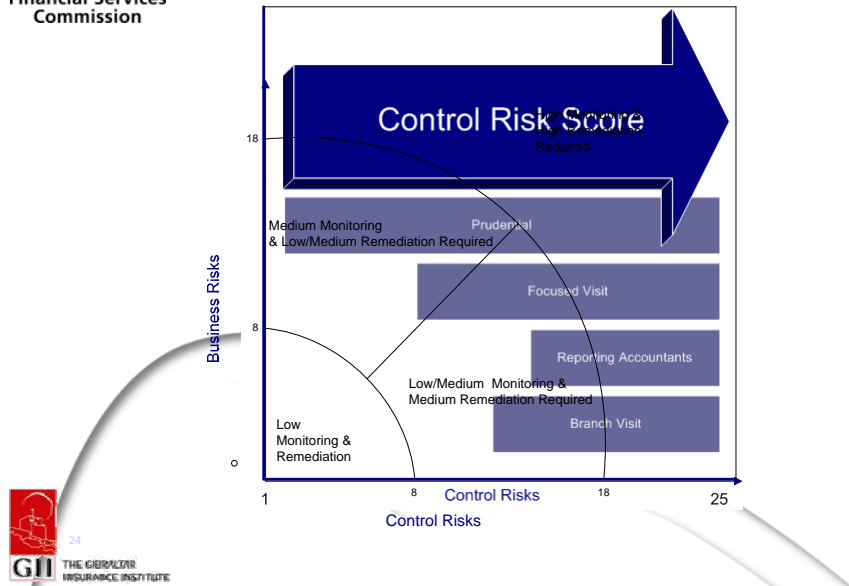 Financial Services
Commission
Control Risk Score
High Monitoring &
High Remediation
Required
18
Prudential
Medium Monitoring
& Low/Medium Remediation Required
Focused Visit
Business Risks
8
Reporting Accountants
Low/Medium Monitoring &
Medium Remediation Required
Branch Visit
Low
Monitoring &
Remediation
1
8
Control Risks
18
25
Control Risks
24
GII
THE GIBRALTAR
INSURANCE INSTITUTE